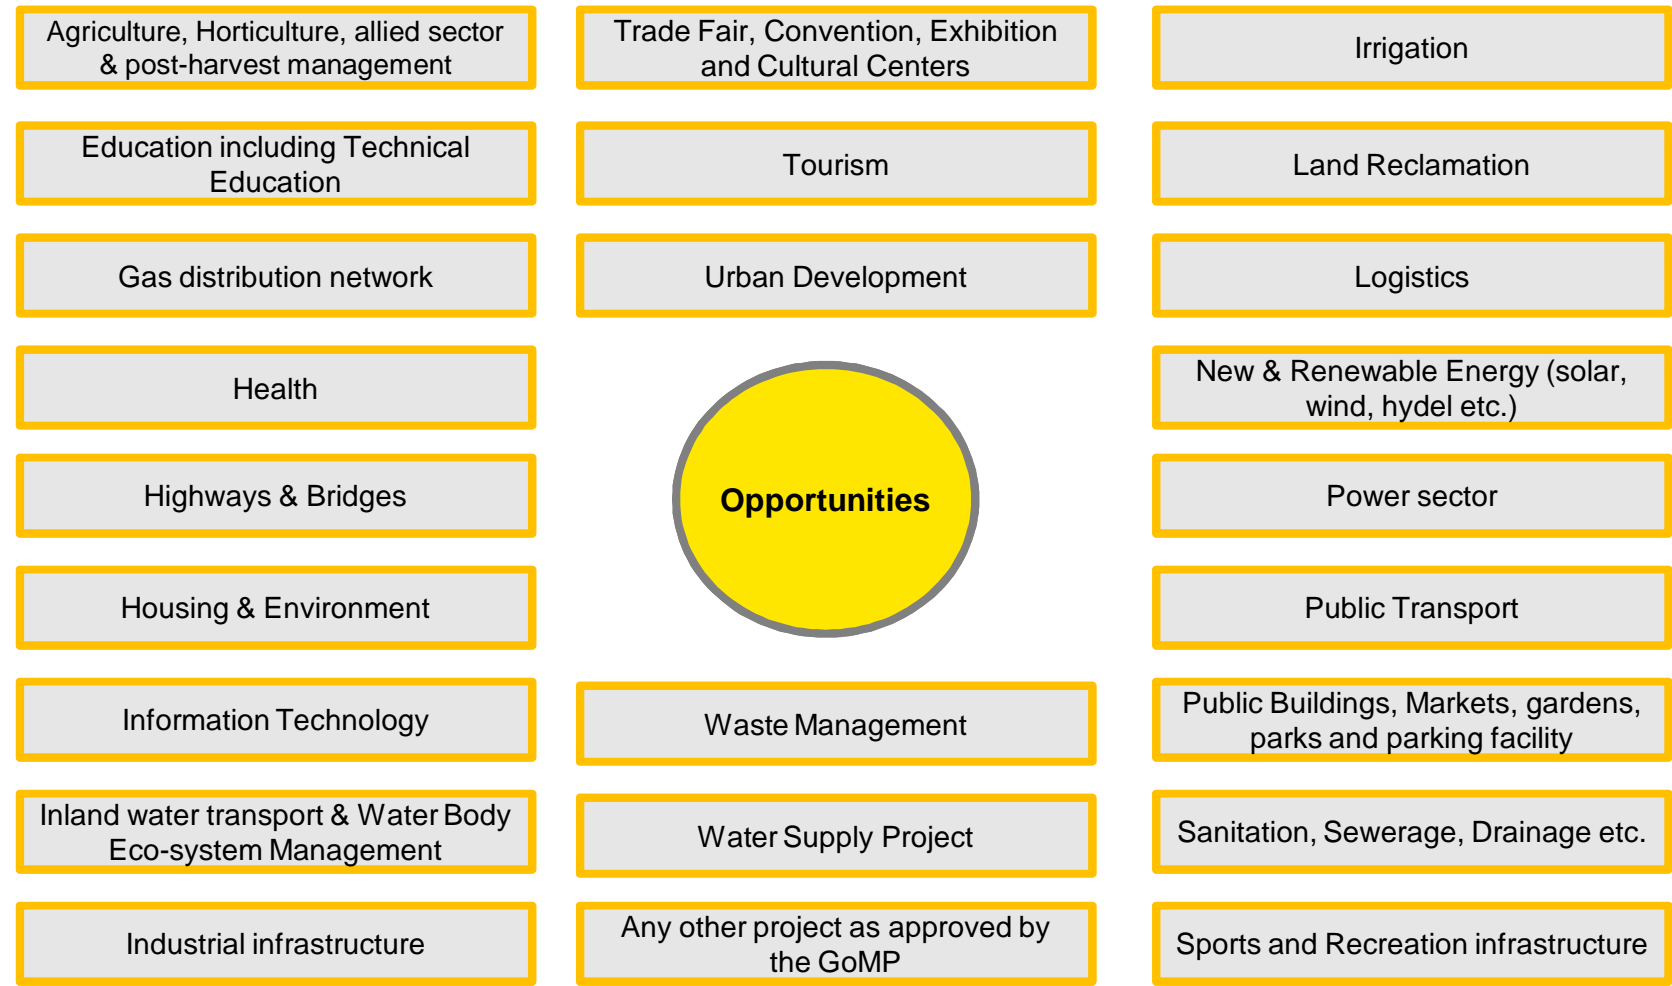 Agriculture, Horticulture, allied sector
& post-harvest management
Trade Fair, Convention, Exhibition
and Cultural Centers
Irrigation
Education including Technical
Education
Tourism
Land Reclamation
Gas distribution network
Urban Development
Logistics
Health
New & Renewable Energy (solar,
wind, hydel etc.)
Highways & Bridges
Opportunities
Power sector
Housing & Environment
Public Transport
Information Technology
Waste Management
Public Buildings, Markets, gardens,
parks and parking facility
Inland water transport & Water Body
Eco-system Management
Water Supply Project
Sanitation, Sewerage, Drainage etc.
Industrial infrastructure
Any other project as approved by
the GoMP
Sports and Recreation infrastructure